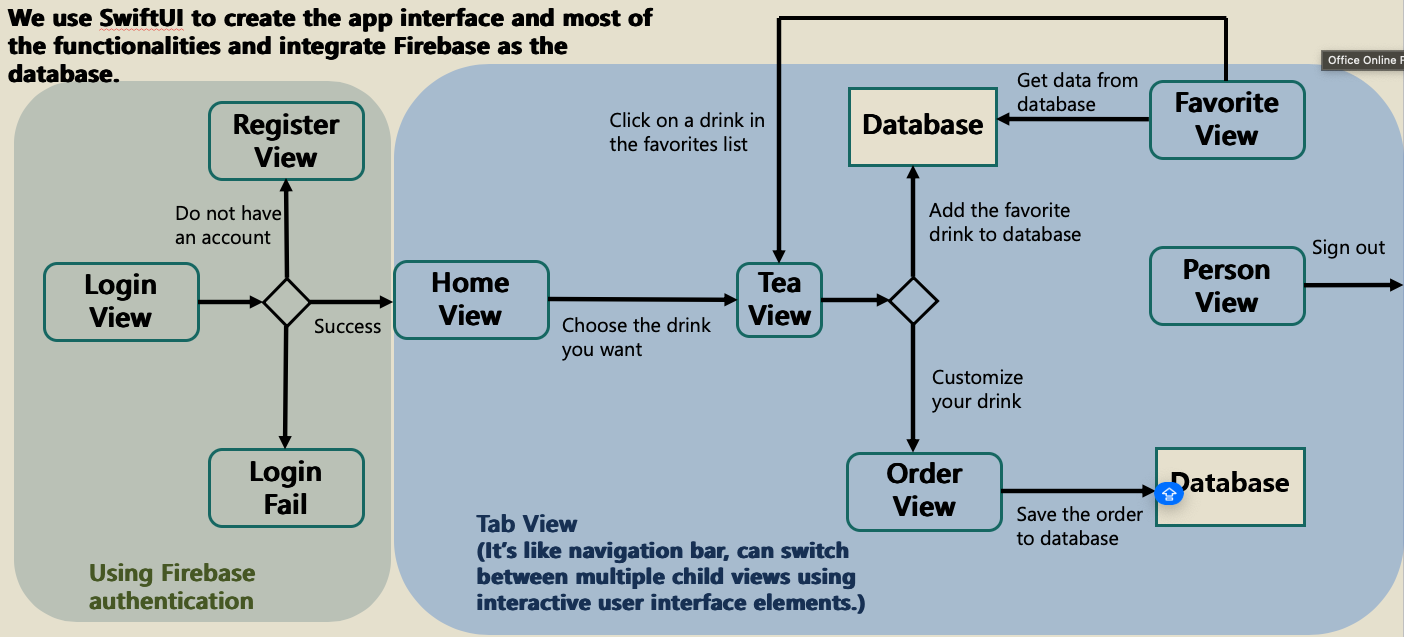 We use SwiftUI to create the app interface and most of
the functionalities and integrate Firebase as the
database.
Office Online
Register
View
Do not have
an account
Login
View
Success
Login
Fail
Using Firebase
authentication
Home
View
Choose the drink
you want
Click on a drink in
the favorites list
Tea
View
Database
Get data from
database
Favorite
View
Add the favorite
drink to database
Person
View
Sign out
Customize
your drink
Order
View
Save the order
to database
Database
Tab View
(It's like navigation bar, can switch
between multiple child views using
interactive user interface elements.)